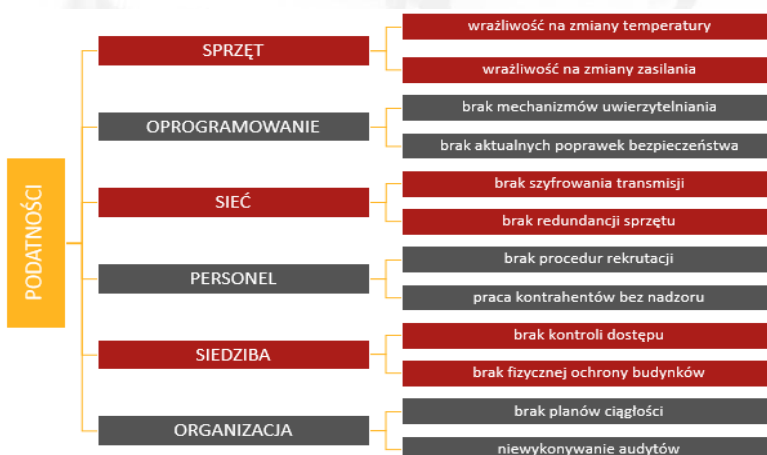 PODATNOŚCI
SPRZĘT
wrażliwość na zmiany temperatury
wrażliwość na zmiany zasilania
OPROGRAMOWANIE
brak mechanizmów uwierzytelniania
brak aktualnych poprawek bezpieczeństwa
SIEĆ
brak szyfrowania transmisji
brak redundancji sprzętu
PERSONEL
brak procedur rekrutacji
praca kontrahentów bez nadzoru
SIEDZIBA
brak kontroli dostępu
brak fizycznej ochrony budynków
ORGANIZACJA
brak planów ciągłości
niewykonywanie audytów